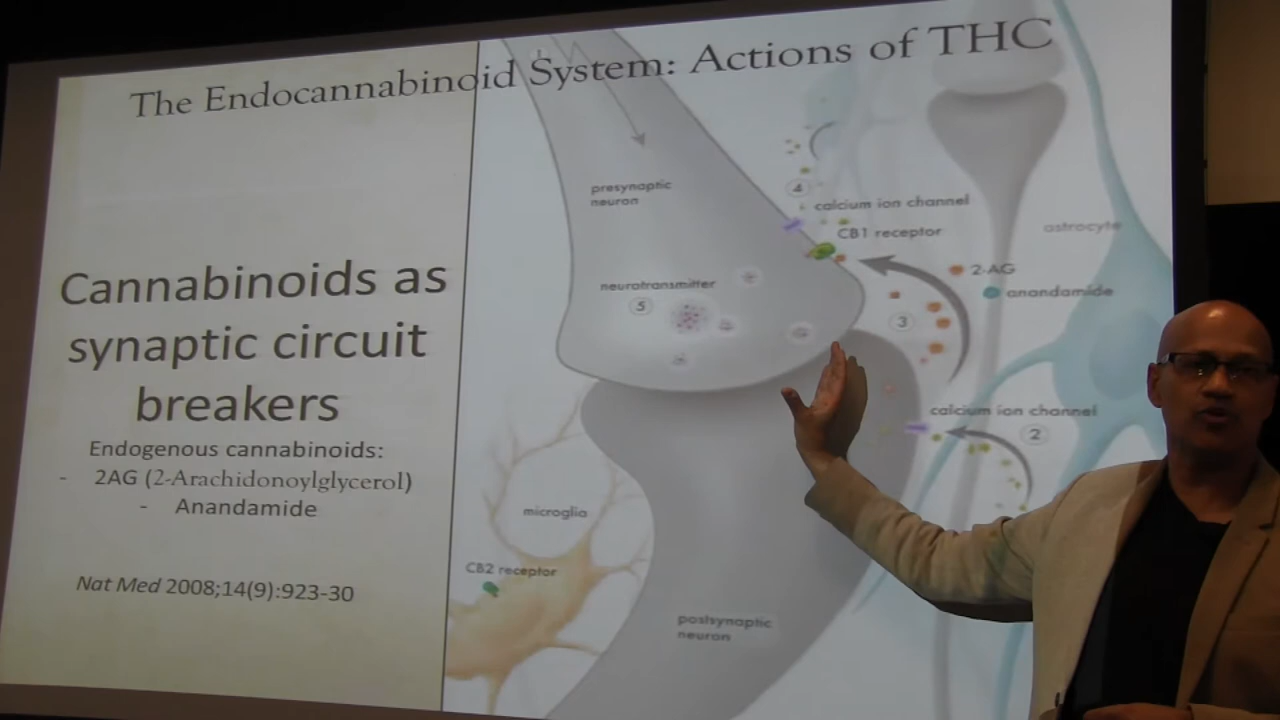 The Endocannabinoid System: Actions of THC
Cannabinoids as
synaptic circuit
breakers
Endogenous cannabinoids:
- 2AG (2-Arachidonoylglycerol)
- Anandamide
Nat Med 2008;14(9):923-30
presynaptic
neuron
4
calcium ion channel
CB1 receptor
astrocyte
2-AG
anandamide
neurotransmitter
5
3
calcium ion channel
2
microglia
CB2 receptor
postsynaptic
neuron